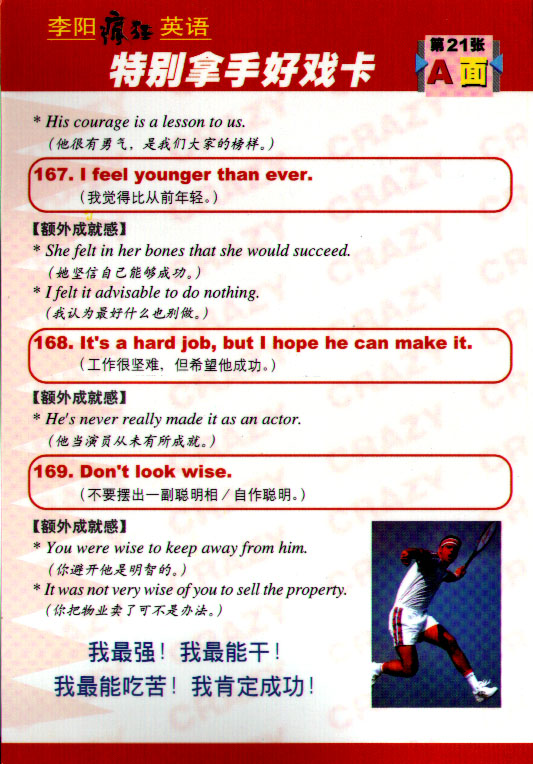 李阳疯狂英语
特别拿手好戏卡
第21张
A面
* His courage is a lesson to us.
（他很有勇气，是我们大家的榜样。）
167. I feel younger than ever.
（我觉得比从前年轻。）
【额外成就感】
* She felt in her bones that she would succeed.
（她坚信自己能够成功。）
* I felt it advisable to do nothing.
（我认为最好什么也别做。）
168. It's a hard job, but I hope he can make it.
（工作很坚难，但希望他成功。）
【额外成就感】
* He's never really made it as an actor.
（他当演员从未有所成就。）
169. Don't look wise.
（不要摆出一副聪明相／自作聪明。）
【额外成就感】
* You were wise to keep away from him.
（你避开他是明智的。）
* It was not very wise of you to sell the property.
（你把物业卖了可不是办法。）
我最强！我最能干！
我最能吃苦！我肯定成功！
CRAZY
CRAZY
CRAZY
CRAZY
CRAZY
CRAZY